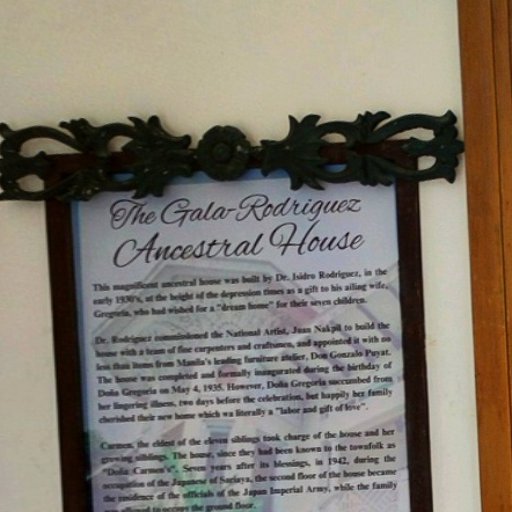 The Gala-Rodriguez
Ancestral House
This magnificent ancestral house was built by Dr. Isidro Rodriguez, in the
early 1930's, at the height of the depression times as a gift to his ailing wife,
Gregoria, who had wished for a "dream home" for their seven children.
Dr. Rodriguez commissioned the National Artist, Juan Nakpil to build the
house with a team of fine carpenters and craftsmen, and appointed it with no
less than items from Manila's leading furniture atelier, Don Gonzalo Puyat.
The house was completed and formally inaugurated during the birthday of
Doña Gregoria on May 4, 1935. However, Doña Gregoria succumbed from
her lingering illness, two days before the celebration, but happily her family
cherished their new home which wa literally a "labor and gift of love".
Carmen, the eldest of the eleven siblings took charge of the house and her
growing siblings. The house, since they had been known to the townfolk as
"Doña Carmen's". Seven years after its blessings, in 1942, during the
occupation of the Japanese of Sariaya, the second floor of the house became
the residence of the officials of the Japan Imperial Army, while the family
was allowed to occupy the ground floor.